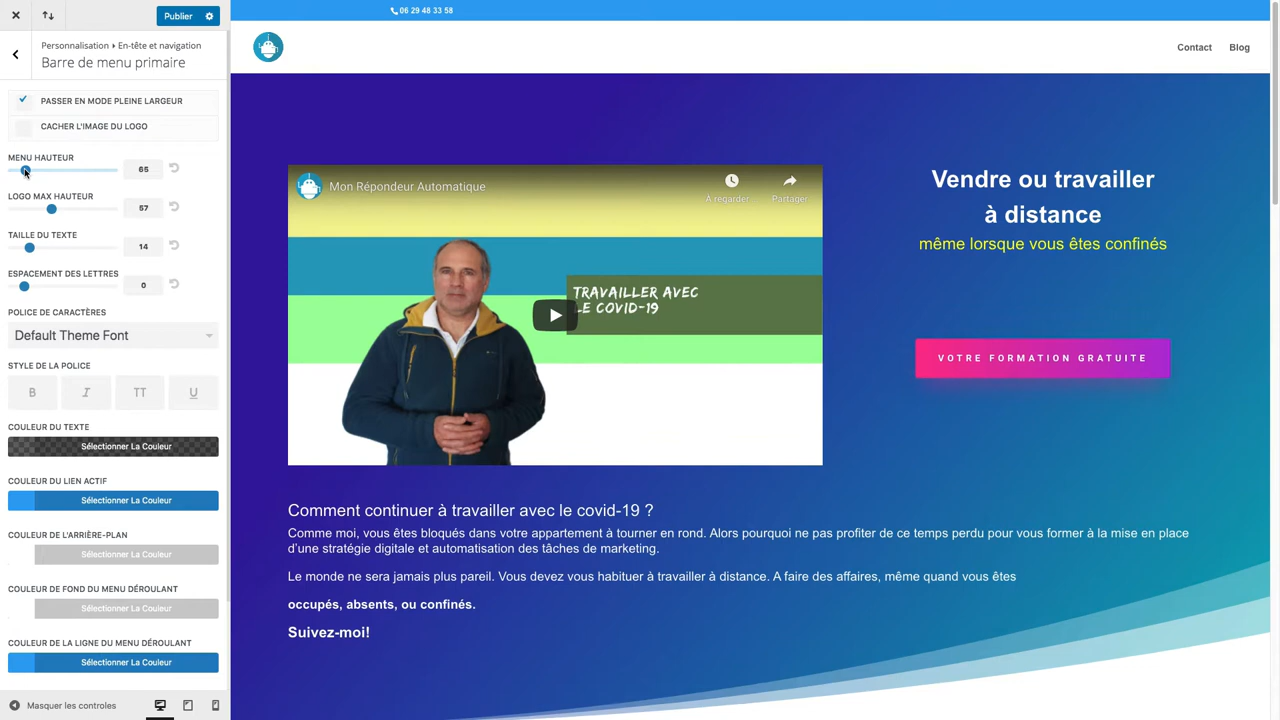 Publier
Personnalisation ▸ En-tête et navigation
Barre de menu primaire
PASSER EN MODE PLEINE LARGEUR
CACHER L'IMAGE DU LOGO
MENU HAUTEUR
65
LOGO MAX HAUTEUR
57
TAILLE DU TEXTE
14
ESPACEMENT DES LETTRES
0
POLICE DE CARACTÈRES
Default Theme Font
STYLE DE LA POLICE
B I TT U
COULEUR DU TEXTE
Sélectionner La Couleur
COULEUR DU LIEN ACTIF
Sélectionner La Couleur
COULEUR DE L'ARRIÈRE-PLAN
Sélectionner La Couleur
COULEUR DE FOND DU MENU DÉROULANT
Sélectionner La Couleur
COULEUR DE LA LIGNE DU MENU DÉROULANT
Sélectionner La Couleur
Masquer les controles
06 29 48 33 58
Contact Blog
Mon Répondeur Automatique
À regarder Partager
TRAVAILLER AVEC
LE COVID-19
Vendre ou travailler
à distance
même lorsque vous êtes confinés
VOTRE FORMATION GRATUITE
Comment continuer à travailler avec le covid-19 ?
Comme moi, vous êtes bloqués dans votre appartement à tourner en rond. Alors pourquoi ne pas profiter de ce temps perdu pour vous former à la mise en place
d'une stratégie digitale et automatisation des tâches de marketing.
Le monde ne sera jamais plus pareil. Vous devez vous habituer à travailler à distance. A faire des affaires, même quand vous êtes
occupés, absents, ou confinés.
Suivez-moi!